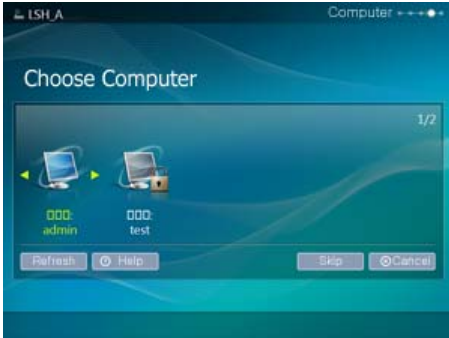 LSH_A
Computer
Choose Computer
1/2
□□□:
admin
□□□:
test
Refresh
Help
Skip
Cancel